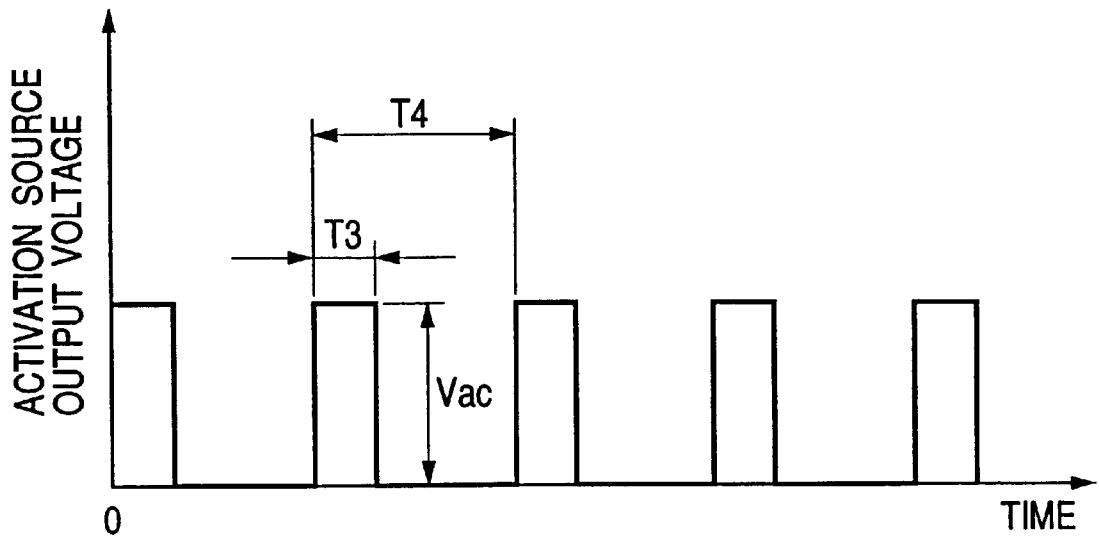 ACTIVATION SOURCE
OUTPUT VOLTAGE
T4
T3
Vac
0
TIME